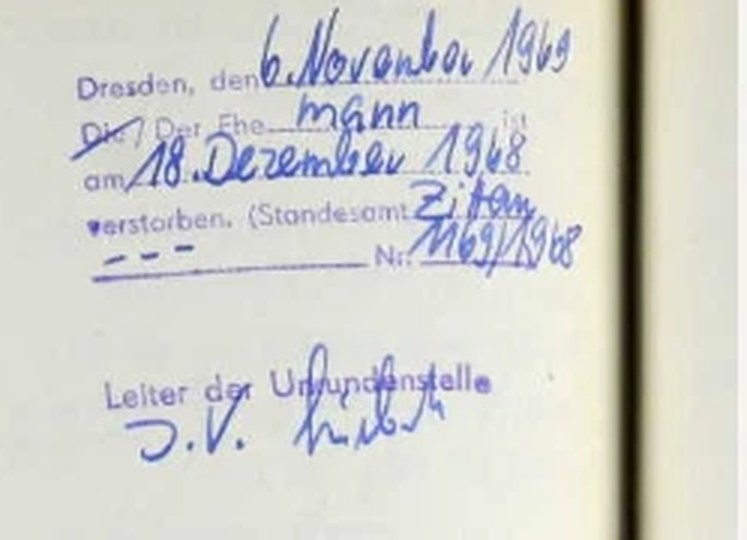 Dresden, den 6. November 1969
Die / Der Ehe mann ist
am 18. Dezember 1968
verstorben. (Standesamt Zittau
--- Nr. 1169/1968
Leiter der Urkundenstelle
J.V.